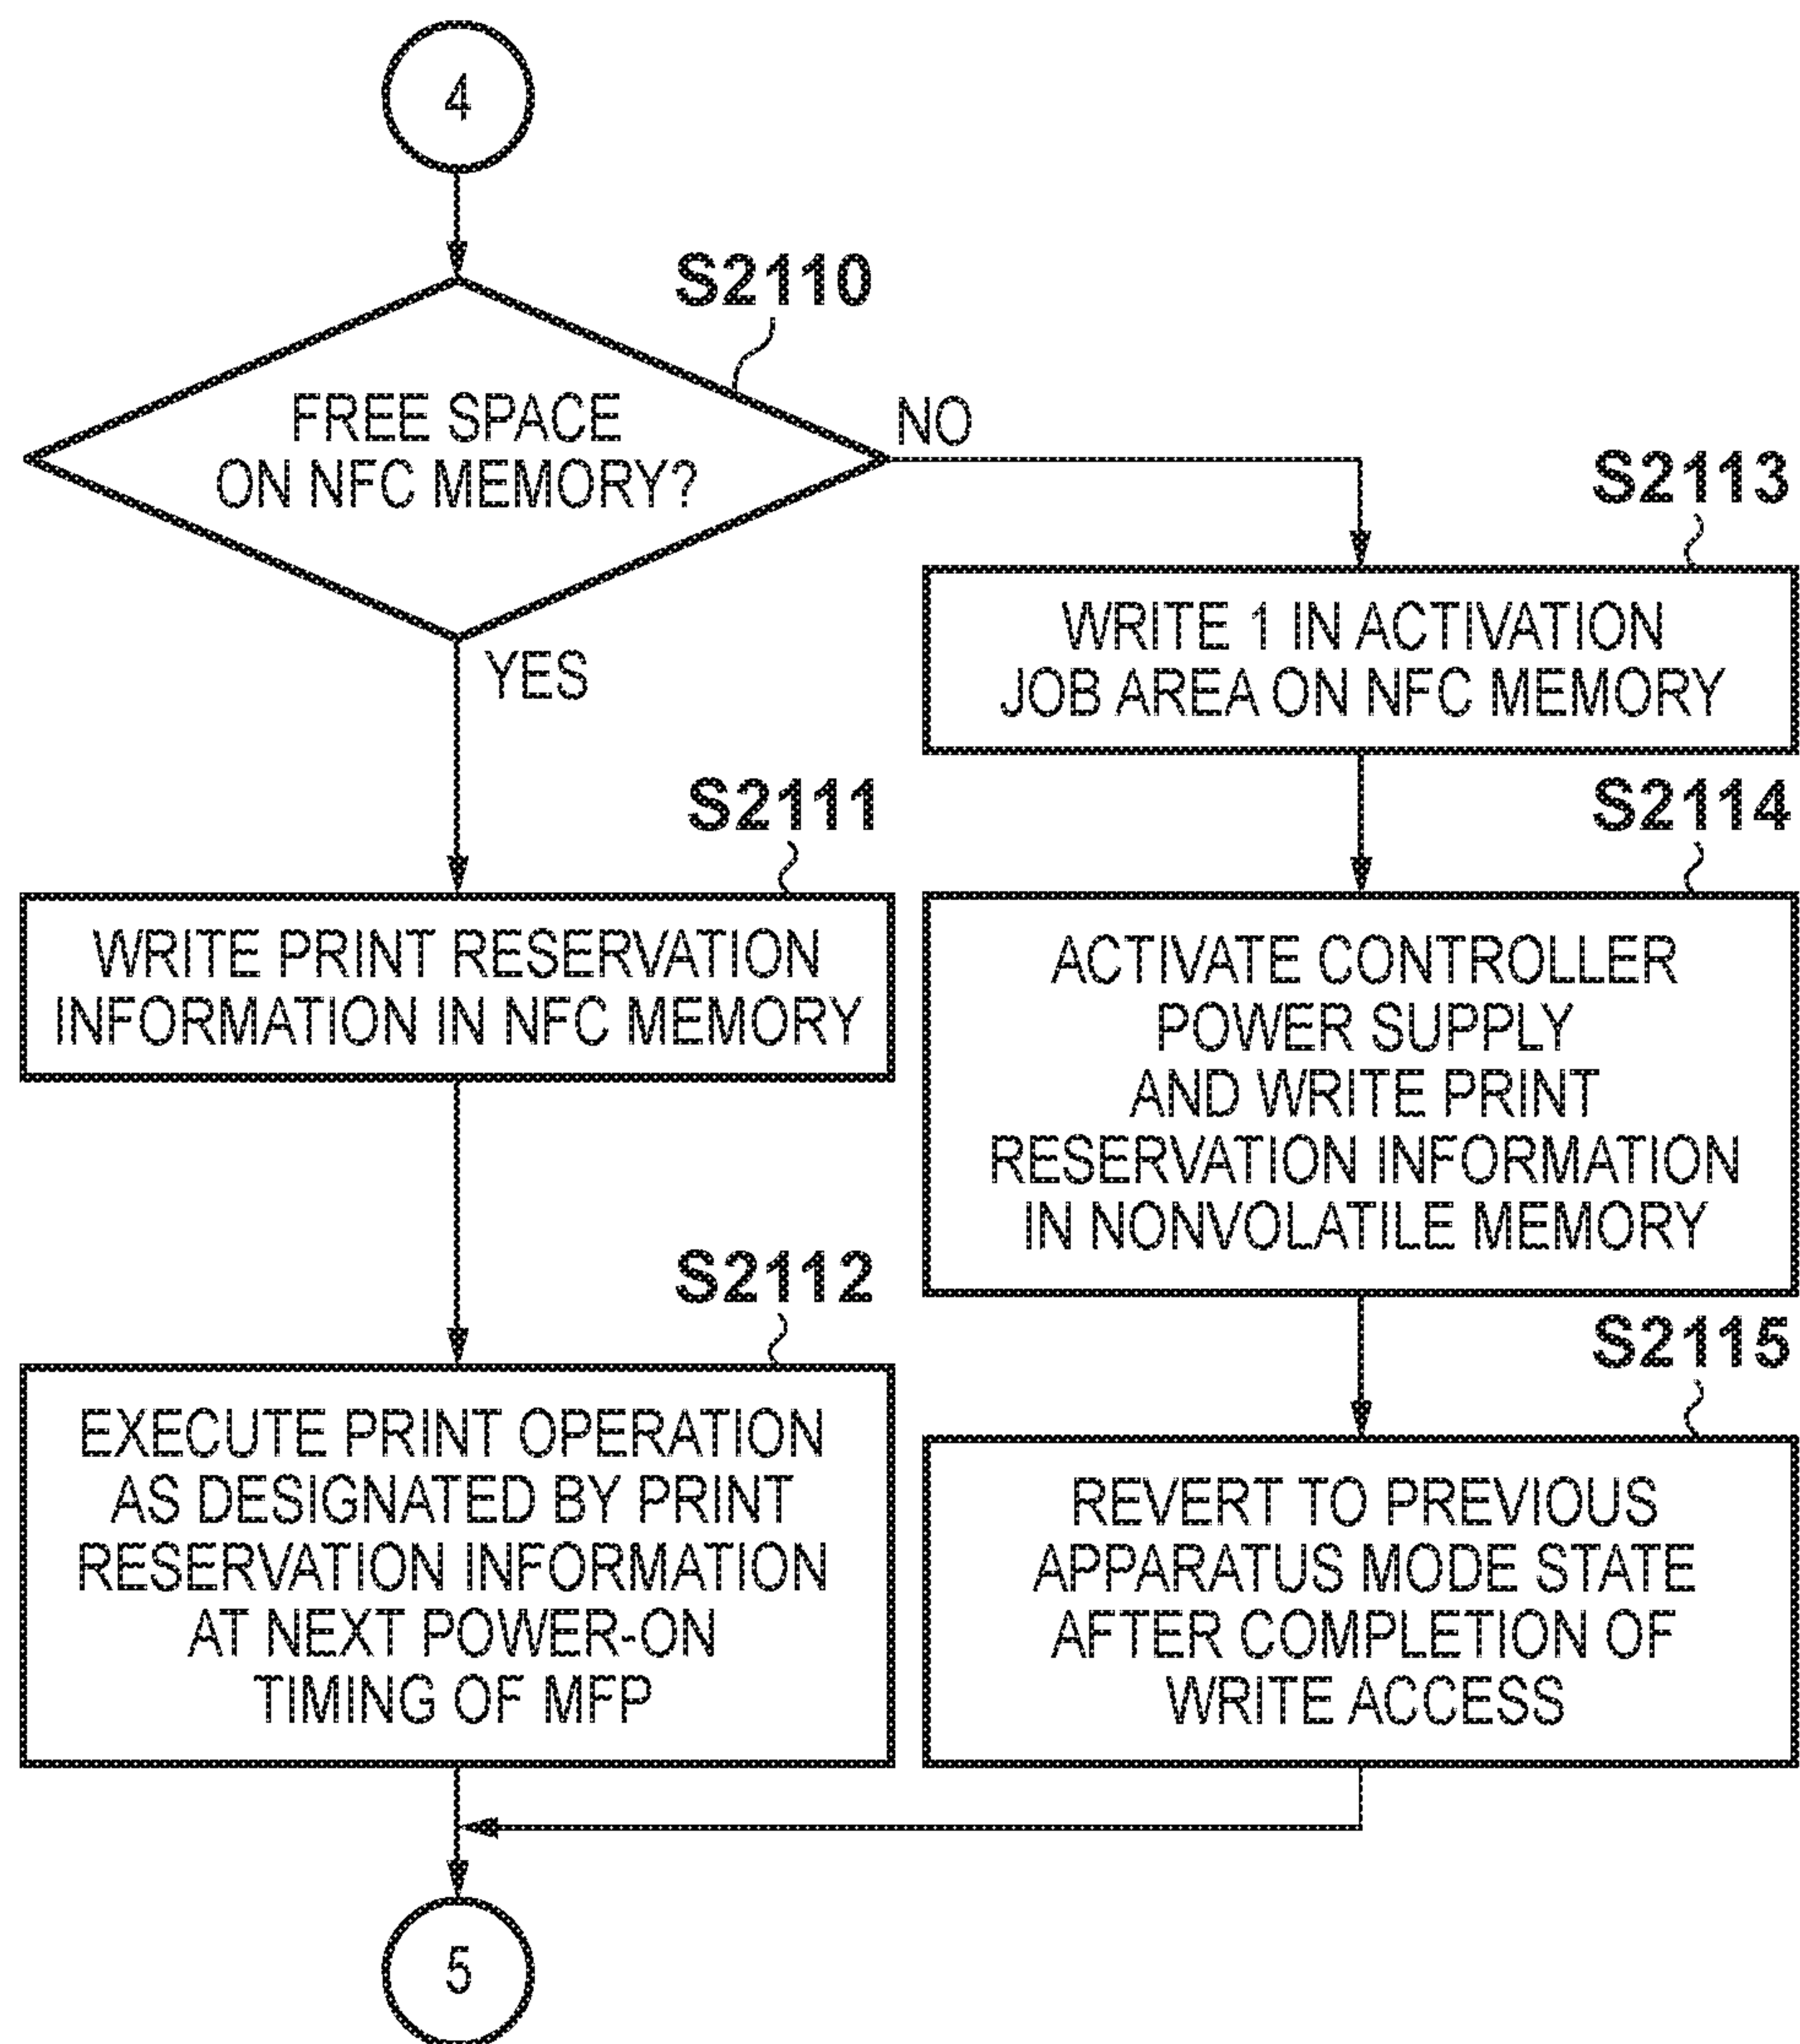 4
S2110
FREE SPACE
ON NFC MEMORY?
NO
YES
S2113
WRITE 1 IN ACTIVATION
JOB AREA ON NFC MEMORY
S2111
WRITE PRINT RESERVATION
INFORMATION IN NFC MEMORY
S2114
ACTIVATE CONTROLLER
POWER SUPPLY
AND WRITE PRINT
RESERVATION INFORMATION
IN NONVOLATILE MEMORY
S2112
EXECUTE PRINT OPERATION
AS DESIGNATED BY PRINT
RESERVATION INFORMATION
AT NEXT POWER-ON
TIMING OF MFP
S2115
REVERT TO PREVIOUS
APPARATUS MODE STATE
AFTER COMPLETION OF
WRITE ACCESS
5